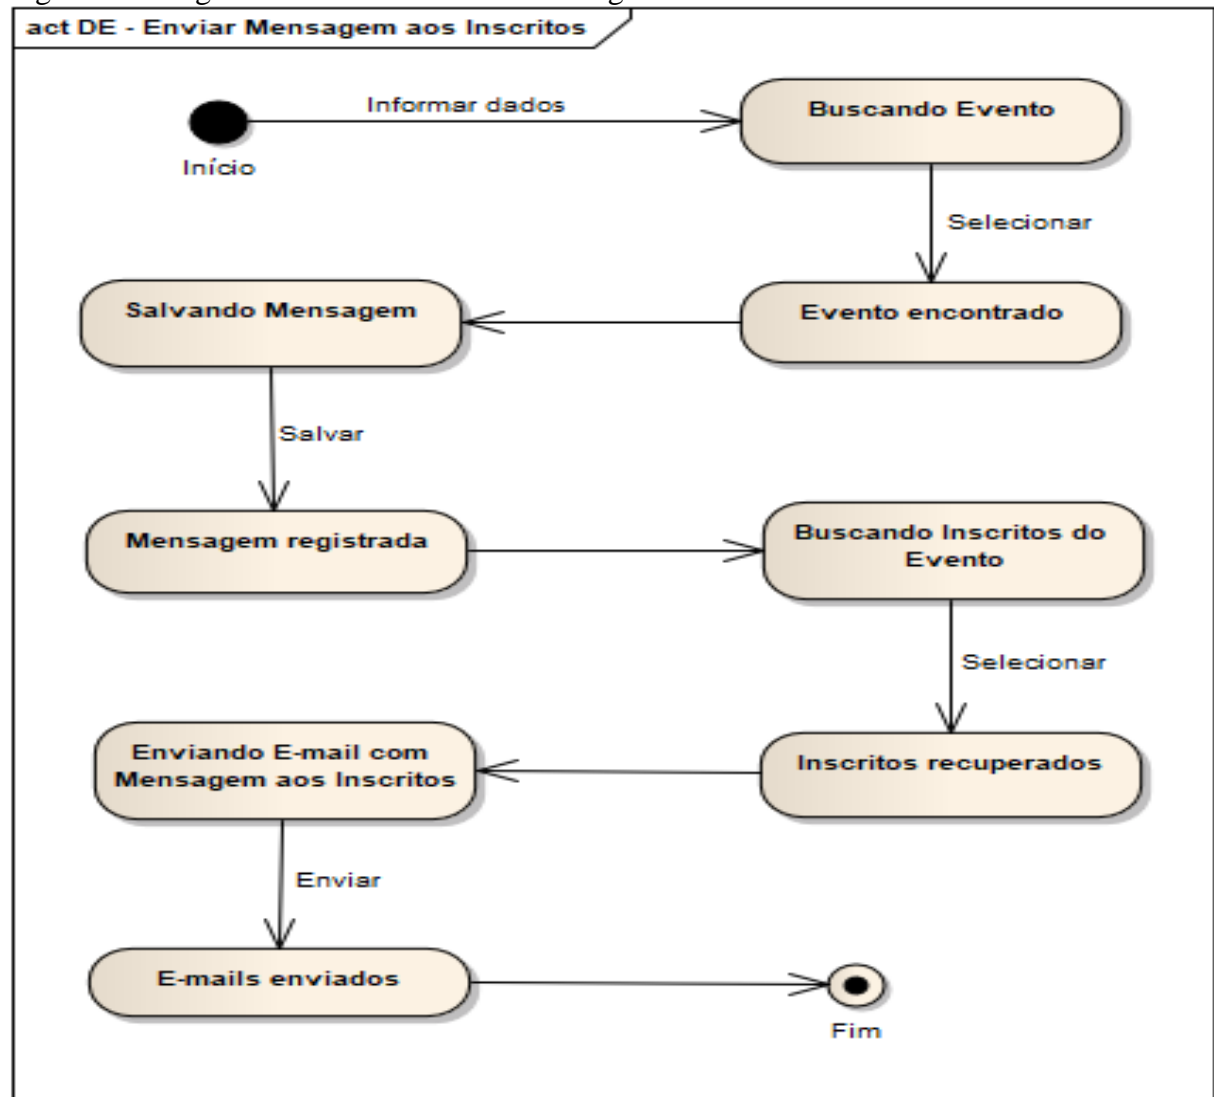 act DE - Enviar Mensagem aos Inscritos
Informar dados
Buscando Evento
Início
Selecionar
Salvando Mensagem
Evento encontrado
Salvar
Mensagem registrada
Buscando Inscritos do
Evento
Selecionar
Enviando E-mail com
Mensagem aos Inscritos
Inscritos recuperados
Enviar
E-mails enviados
Fim